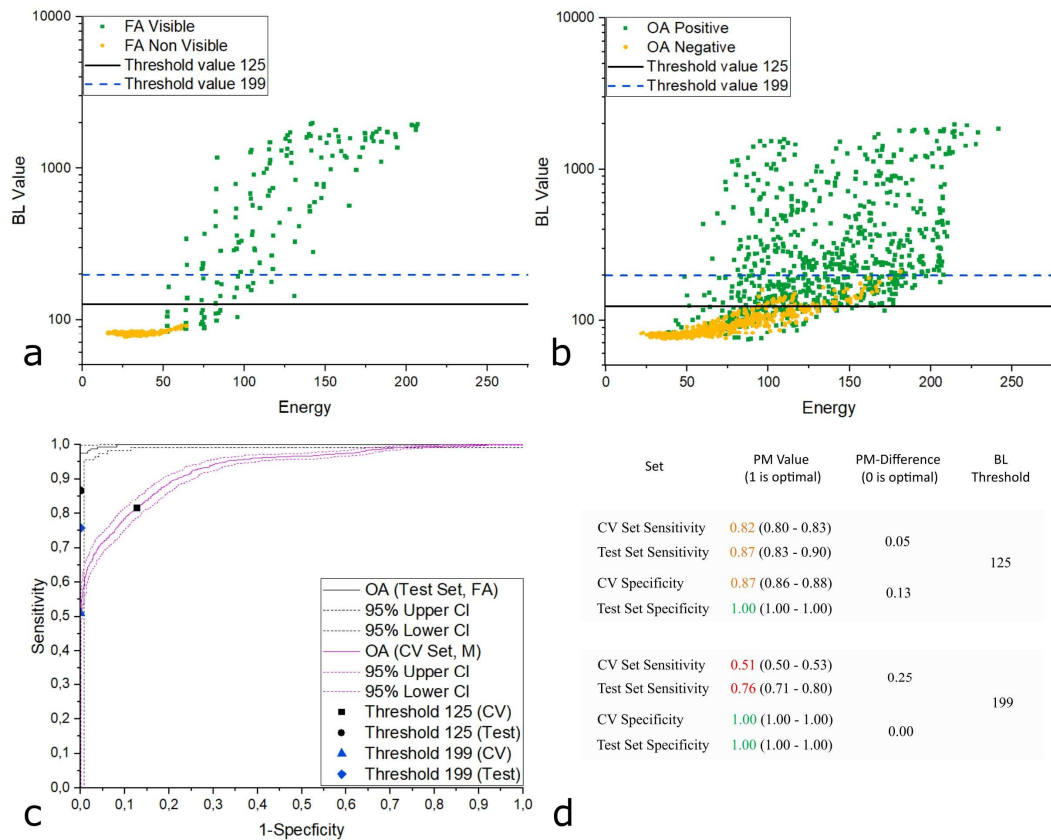 10000
FA Visible
FA Non Visible
Threshold value 125
Threshold value 199
BL Value
1000
100
0 50 100 150 200 250
Energy
a
10000
OA Positive
OA Negative
Threshold value 125
Threshold value 199
BL Value
1000
100
0 50 100 150 200 250
Energy
b
1,0
0,9
0,8
0,7
0,6
0,5
0,4
0,3
0,2
0,1
0,0
Sensitivity
OA (Test Set, FA)
95% Upper CI
95% Lower CI
OA (CV Set, M)
95% Upper CI
95% Lower CI
Threshold 125 (CV)
Threshold 125 (Test)
Threshold 199 (CV)
Threshold 199 (Test)
0,0 0,1 0,2 0,3 0,4 0,5 0,6 0,7 0,8 0,9 1,0
1-Specficity
c
Set PM Value PM-Difference BL
(1 is optimal) (0 is optimal) Threshold
CV Set Sensitivity 0.82 (0.80 - 0.83)
0.05
Test Set Sensitivity 0.87 (0.83 - 0.90)
125
CV Specificity 0.87 (0.86 - 0.88)
0.13
Test Set Specificity 1.00 (1.00 - 1.00)
CV Set Sensitivity 0.51 (0.50 - 0.53)
0.25
Test Set Sensitivity 0.76 (0.71 - 0.80)
199
CV Specificity 1.00 (1.00 - 1.00)
0.00
Test Set Specificity 1.00 (1.00 - 1.00)
d